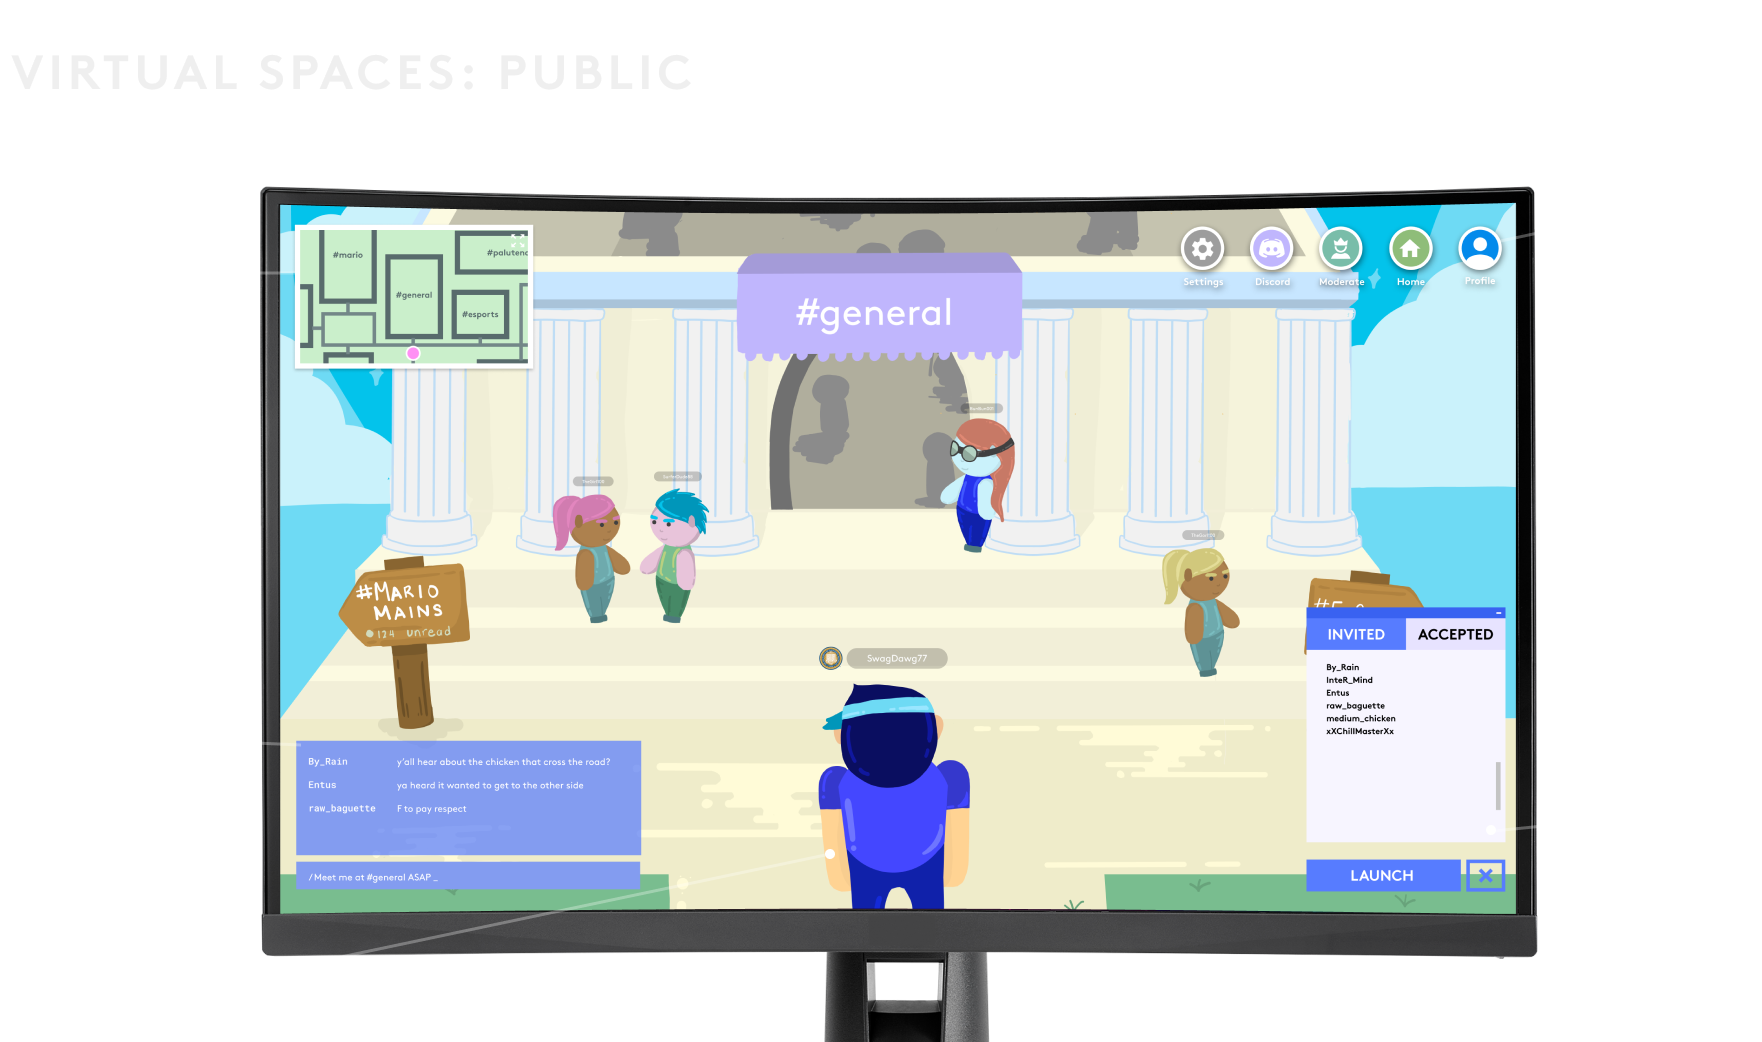 VIRTUAL SPACES: PUBLIC
#mario
#general
#esports
#general
Settings
Discord
Moderate
Home
Profile
#MARIO
MAINS
124 unread
SwagDawg77
INVITED
ACCEPTED
By_Rain
InteR_Mind
Entus
raw_baguette
medium_chicken
xXChillMasterXx
By_Rain y'all hear about the chicken that cross the road?
Entus ya heard it wanted to get to the other side
raw_baguette F to pay respect
/Meet me at #general ASAP _
LAUNCH